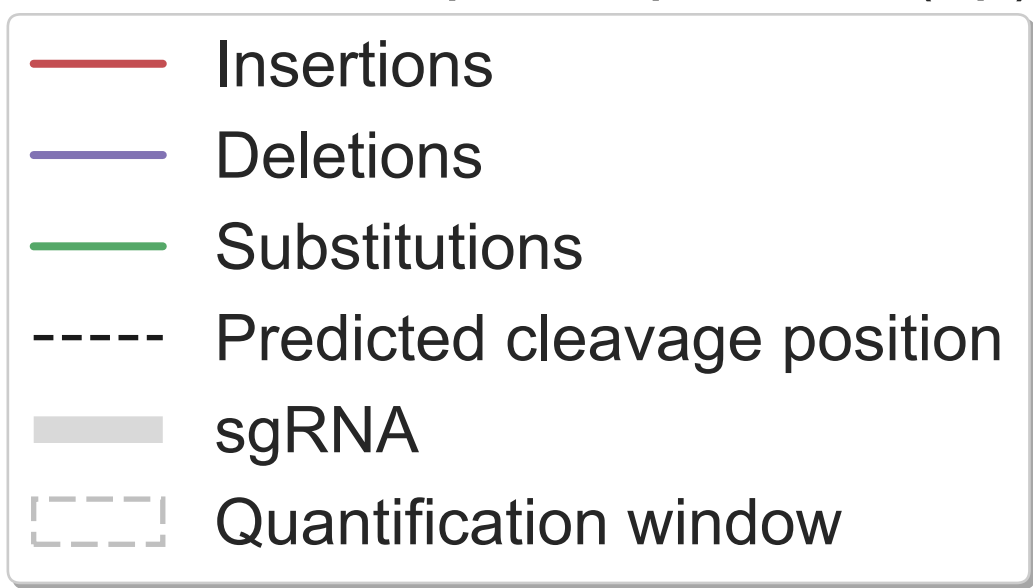 Insertions
Deletions
Substitutions
Predicted cleavage position
sgRNA
Quantification window